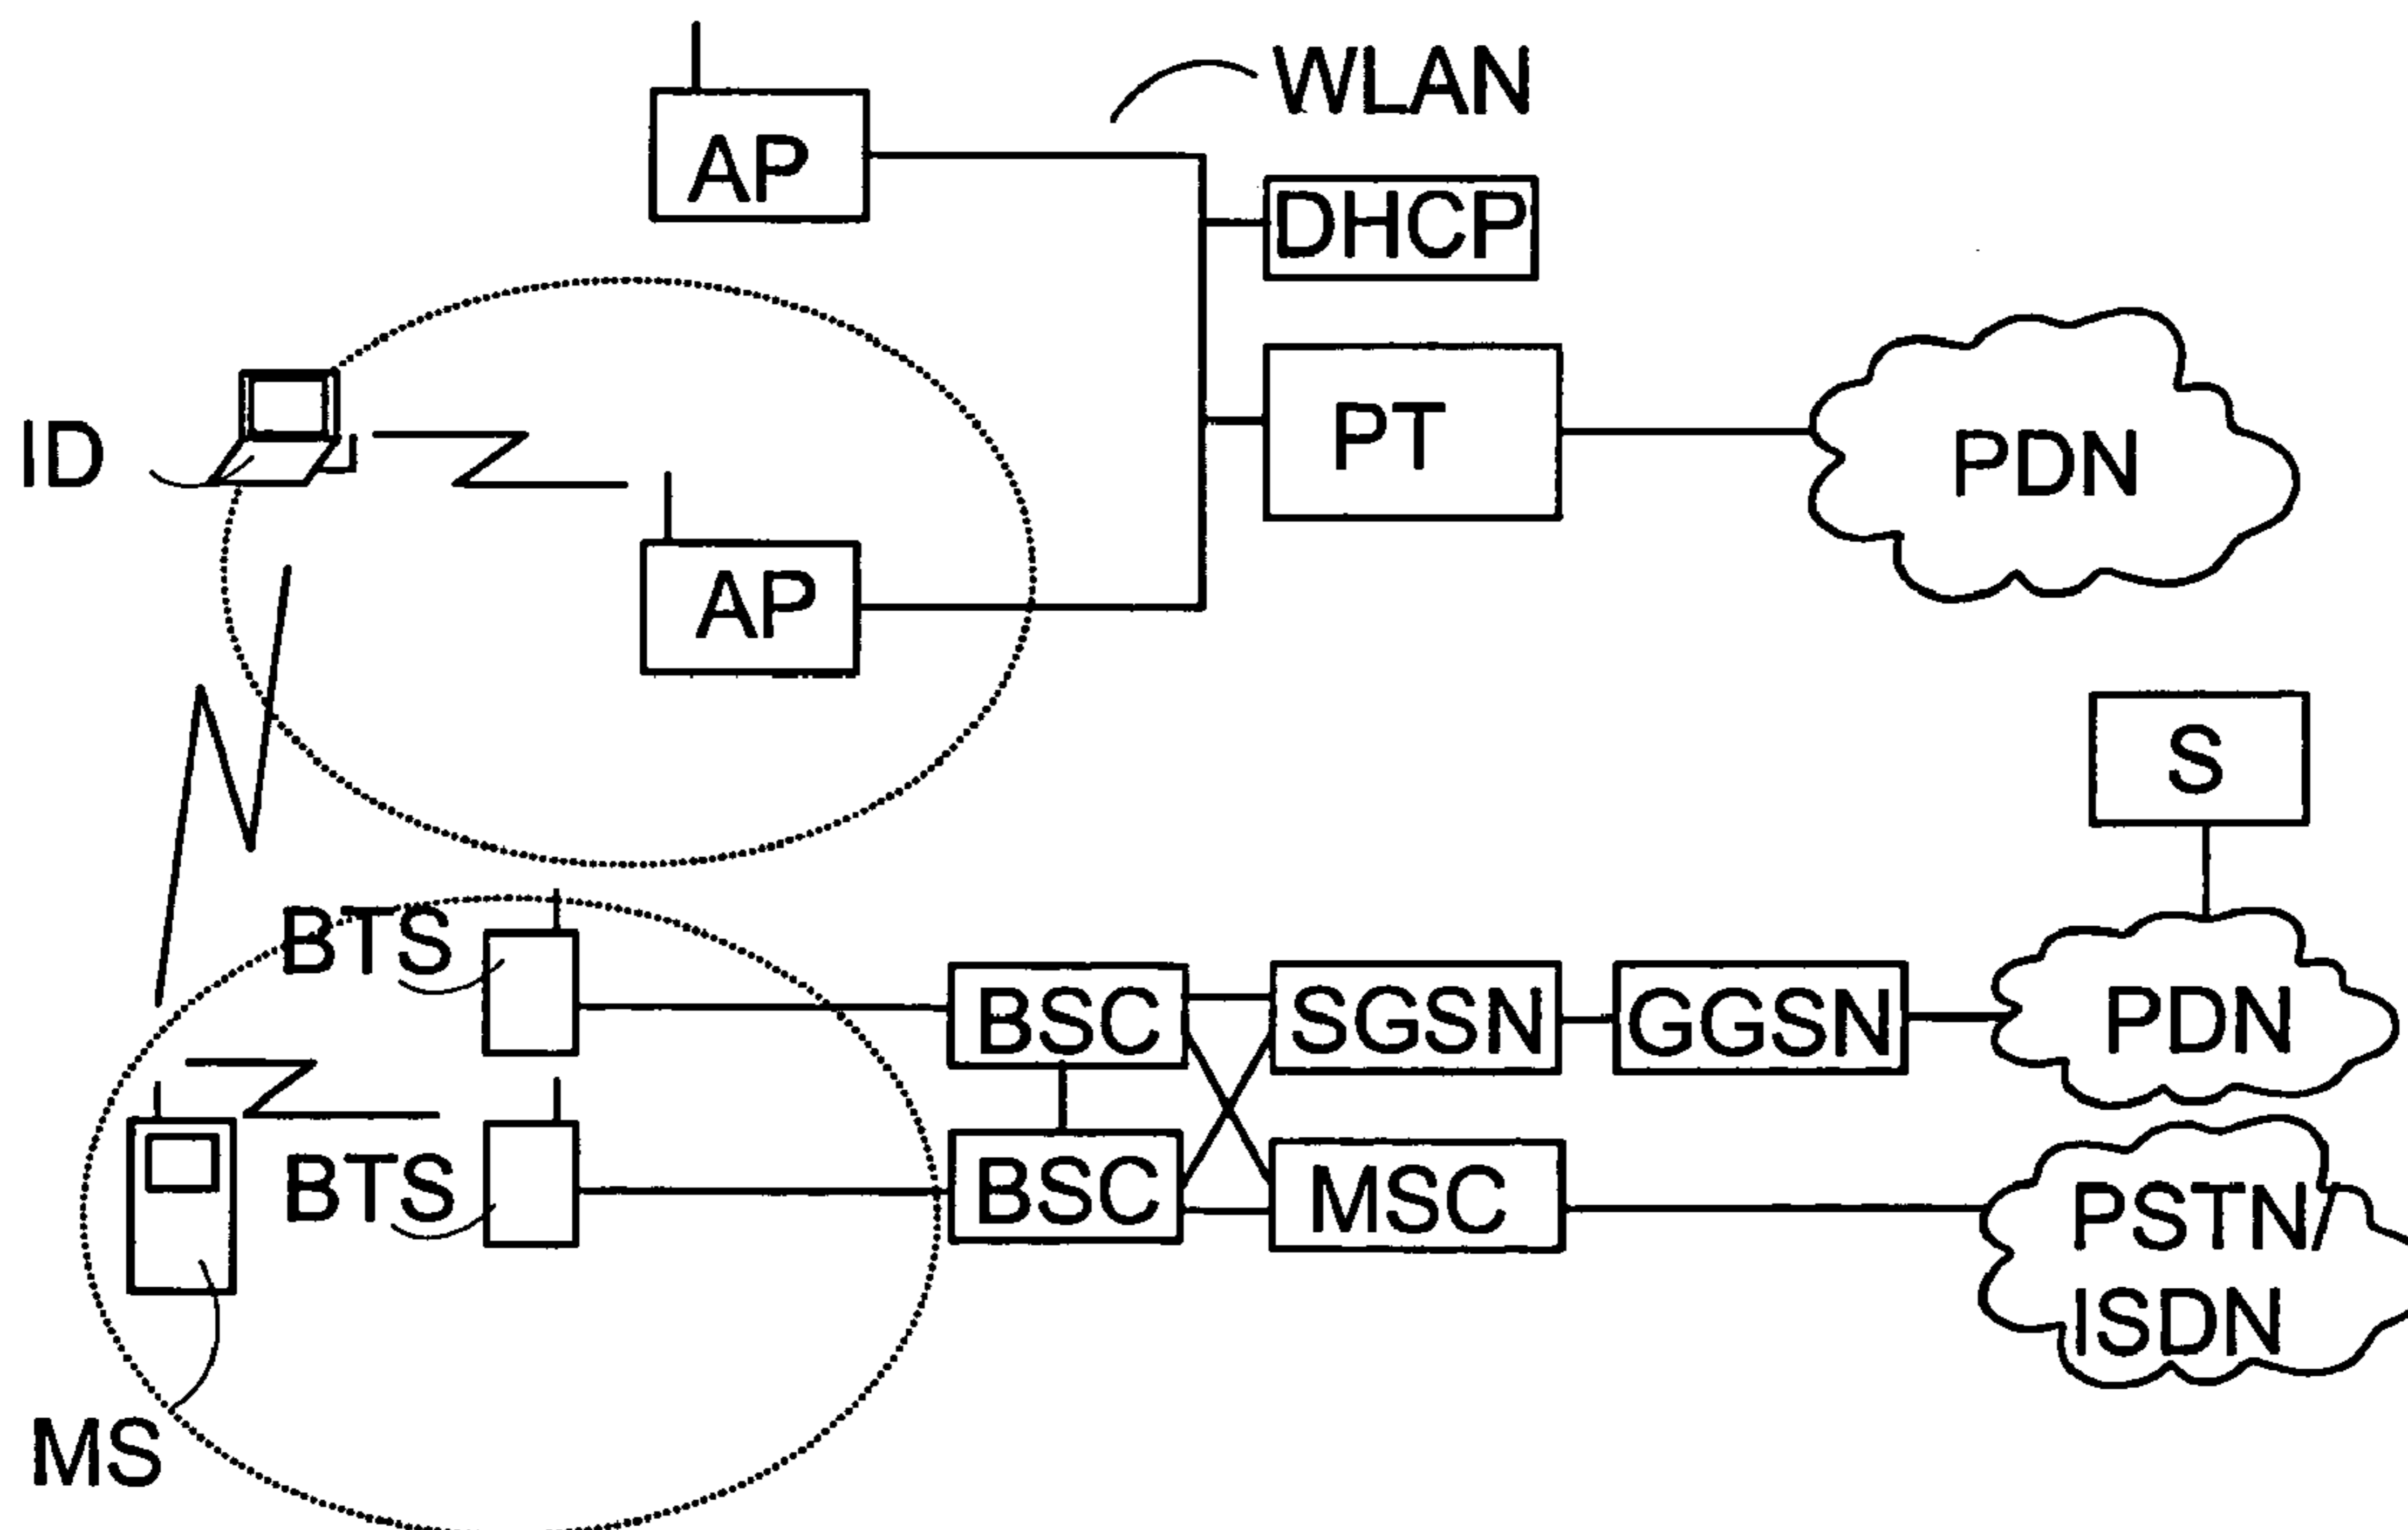 WLAN
AP
DHCP
ID
PT
PDN
AP
S
BTS
BSC
SGSN
GGSN
PDN
BTS
BSC
MSC
PSTN/
ISDN
MS